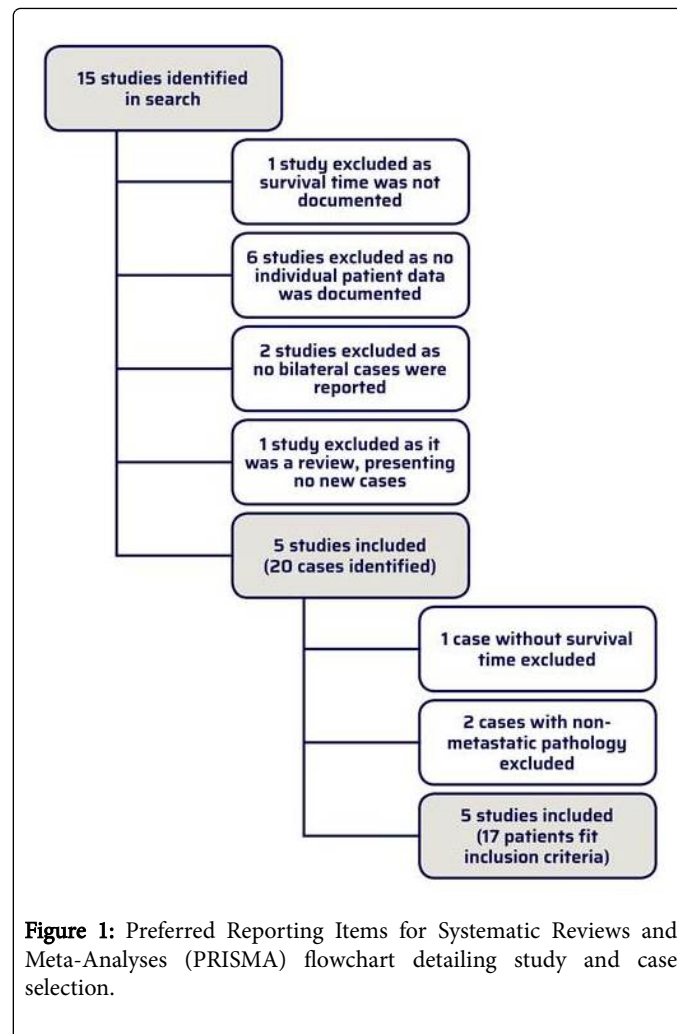 15 studies identified
in search
1 study excluded as
survival time was not
documented
6 studies excluded as no
individual patient data
was documented
2 studies excluded as
no bilateral cases were
reported
1 study excluded as it
was a review, presenting
no new cases
5 studies included
(20 cases identified)
1 case without survival
time excluded
2 cases with non-
metastatic pathology
excluded
5 studies included
(17 patients fit
inclusion criteria)
Figure 1: Preferred Reporting Items for Systematic Reviews and
Meta-Analyses (PRISMA) flowchart detailing study and case
selection.